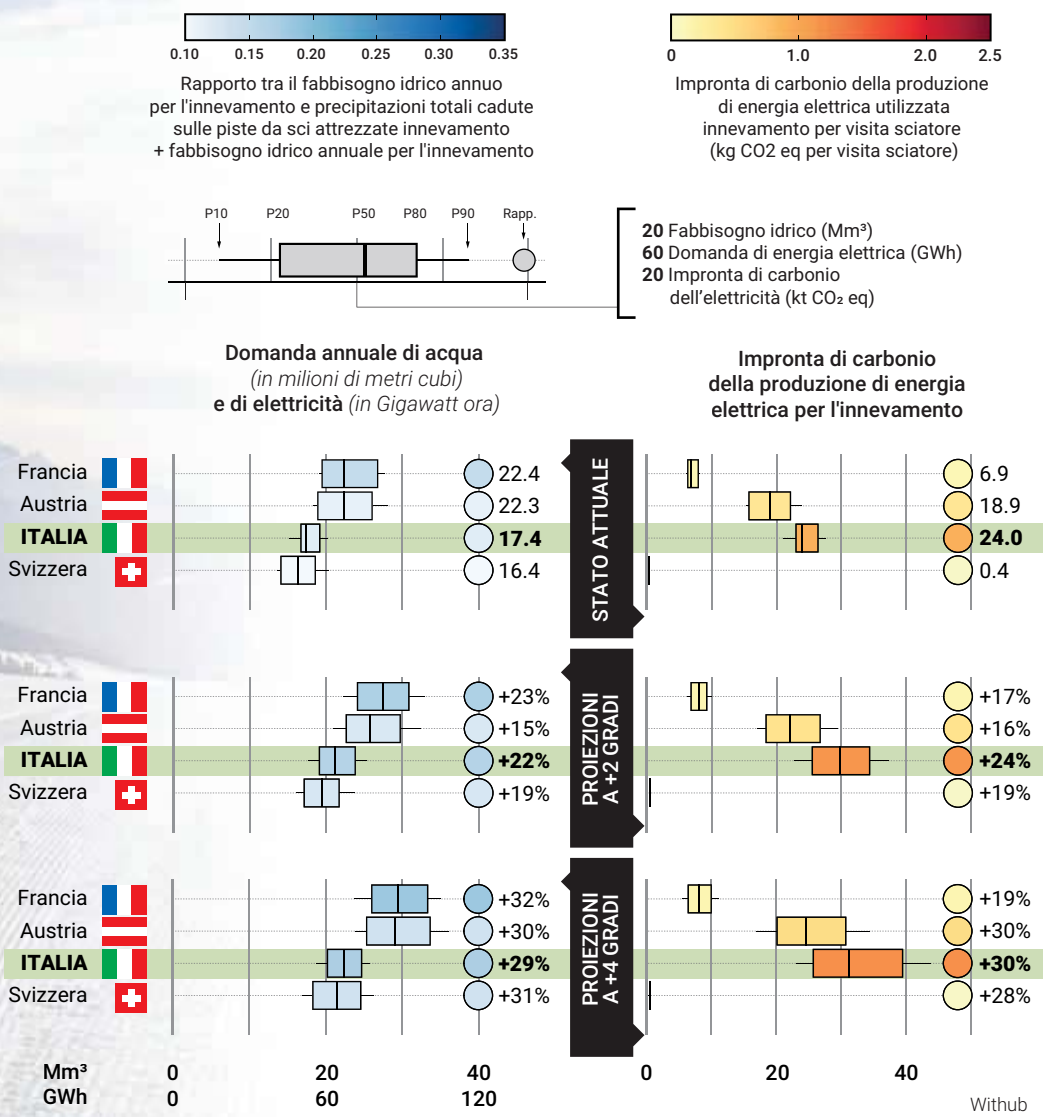 0.10 0.15 0.20 0.25 0.30 0.35
Rapporto tra il fabbisogno idrico annuo
per l'innevamento e precipitazioni totali cadute
sulle piste da sci attrezzate innevamento
+ fabbisogno idrico annuale per l'innevamento
0 1.0 2.0 2.5
Impronta di carbonio della produzione
di energia elettrica utilizzata
innevamento per visita sciatore
(kg CO2 eq per visita sciatore)
P10 P20 P50 P80 P90 Rapp.
20 Fabbisogno idrico (Mm³)
60 Domanda di energia elettrica (GWh)
20 Impronta di carbonio
dell'elettricità (kt CO₂ eq)
Domanda annuale di acqua
(in milioni di metri cubi)
e di elettricità (in Gigawatt ora)
Impronta di carbonio
della produzione di energia
elettrica per l'innevamento
STATO ATTUALE
Francia 22.4 6.9
Austria 22.3 18.9
ITALIA 17.4 24.0
Svizzera 16.4 0.4
PROIEZIONI
A +2 GRADI
Francia +23% +17%
Austria +15% +16%
ITALIA +22% +24%
Svizzera +19% +19%
PROIEZIONI
A +4 GRADI
Francia +32% +19%
Austria +30% +30%
ITALIA +29% +30%
Svizzera +31% +28%
Mm³ 0 20 40 0 20 40
GWh 0 60 120
Withub